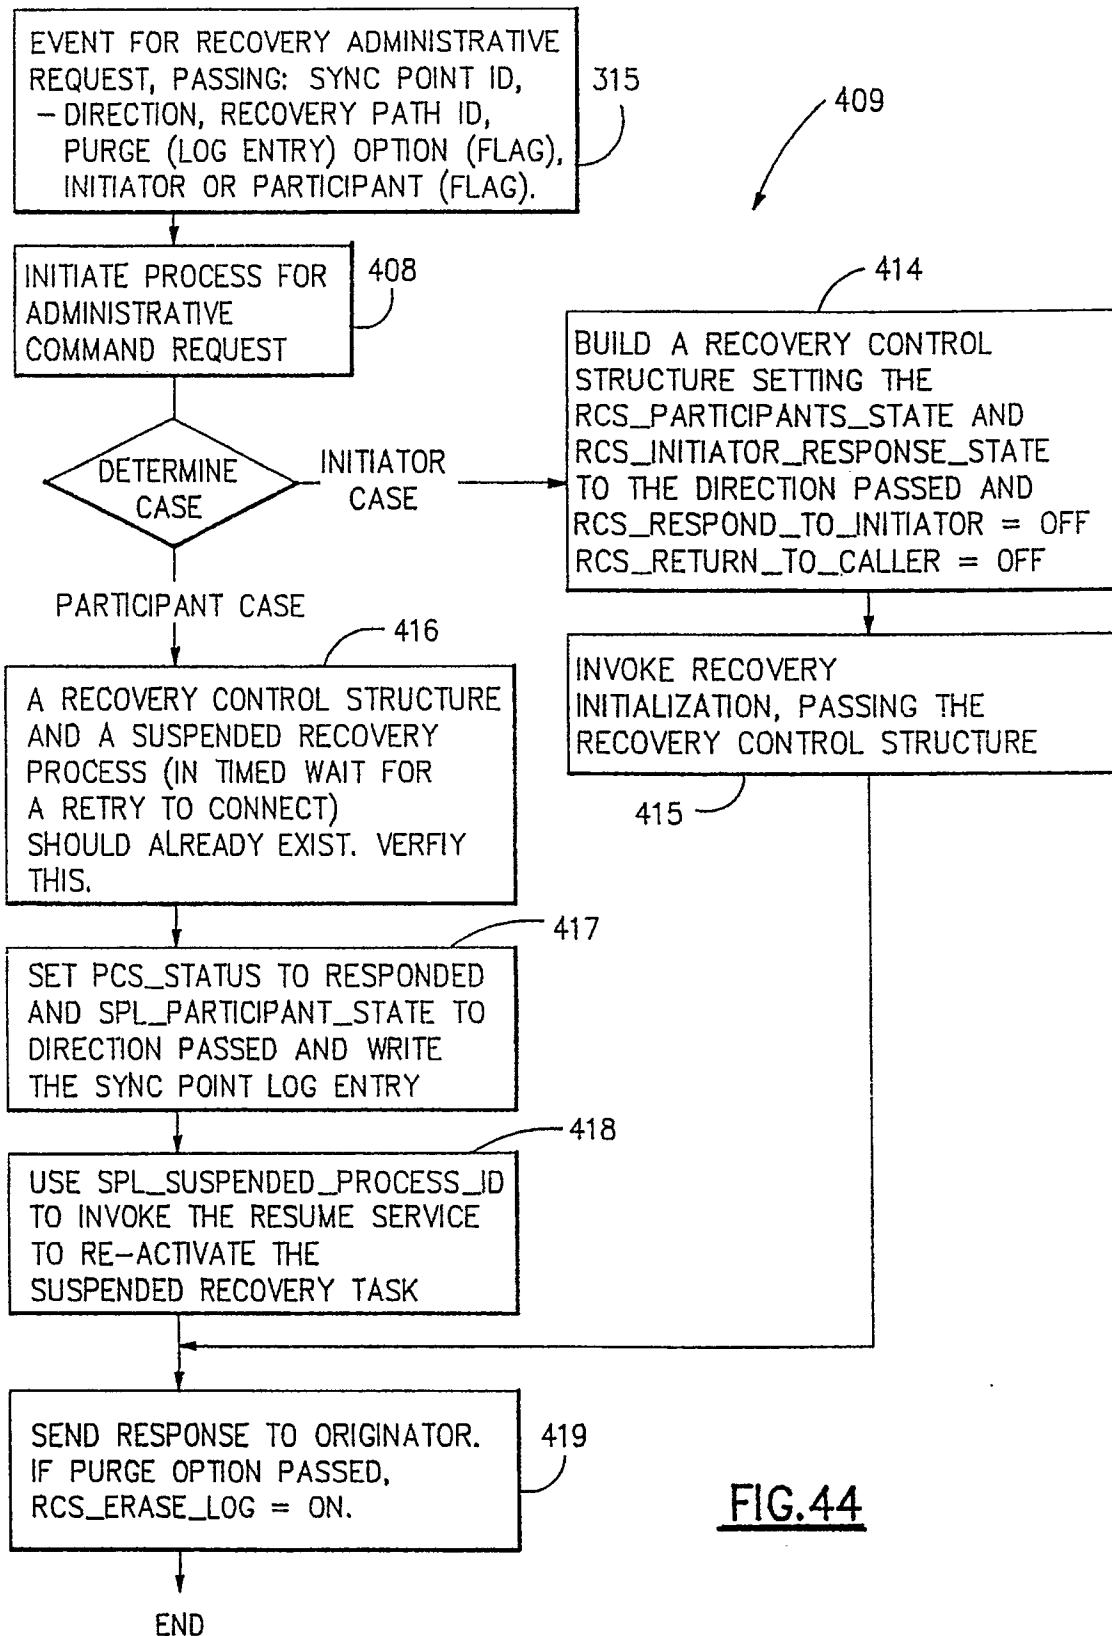 EVENT FOR RECOVERY ADMINISTRATIVE
REQUEST, PASSING: SYNC POINT ID,
– DIRECTION, RECOVERY PATH ID,
PURGE (LOG ENTRY) OPTION (FLAG),
INITIATOR OR PARTICIPANT (FLAG).
315
409
INITIATE PROCESS FOR
ADMINISTRATIVE
COMMAND REQUEST
408
DETERMINE
CASE
INITIATOR
CASE
414
BUILD A RECOVERY CONTROL
STRUCTURE SETTING THE
RCS_PARTICIPANTS_STATE AND
RCS_INITIATOR_RESPONSE_STATE
TO THE DIRECTION PASSED AND
RCS_RESPOND_TO_INITIATOR = OFF
RCS_RETURN_TO_CALLER = OFF
INVOKE RECOVERY
INITIALIZATION, PASSING THE
RECOVERY CONTROL STRUCTURE
415
PARTICIPANT CASE
416
A RECOVERY CONTROL STRUCTURE
AND A SUSPENDED RECOVERY
PROCESS (IN TIMED WAIT FOR
A RETRY TO CONNECT)
SHOULD ALREADY EXIST. VERFIY
THIS.
417
SET PCS_STATUS TO RESPONDED
AND SPL_PARTICIPANT_STATE TO
DIRECTION PASSED AND WRITE
THE SYNC POINT LOG ENTRY
418
USE SPL_SUSPENDED_PROCESS_ID
TO INVOKE THE RESUME SERVICE
TO RE-ACTIVATE THE
SUSPENDED RECOVERY TASK
SEND RESPONSE TO ORIGINATOR.
IF PURGE OPTION PASSED,
RCS_ERASE_LOG = ON.
419
END
FIG.44